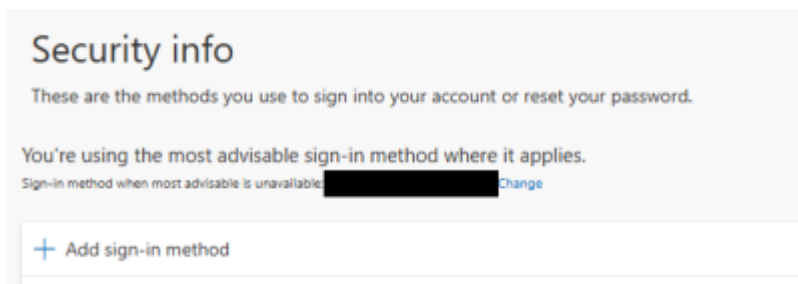 Security info
These are the methods you use to sign into your account or reset your password.
You're using the most advisable sign-in method where it applies.
Sign-in method when most advisable is unavailable: Change
+ Add sign-in method